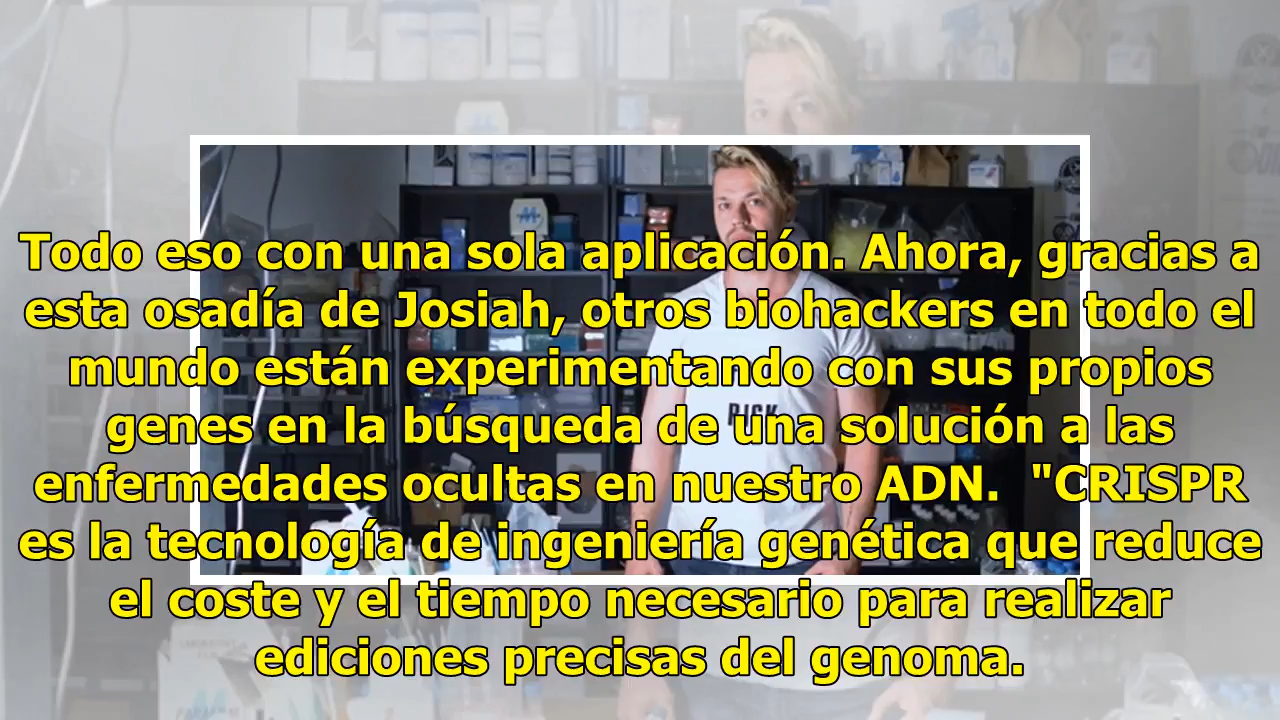 Todo eso con una sola aplicación. Ahora, gracias a
esta osadía de Josiah, otros biohackers en todo el
mundo están experimentando con sus propios
genes en la búsqueda de una solución a las
enfermedades ocultas en nuestro ADN.  "CRISPR
es la tecnología de ingeniería genética que reduce
el coste y el tiempo necesario para realizar
ediciones precisas del genoma.